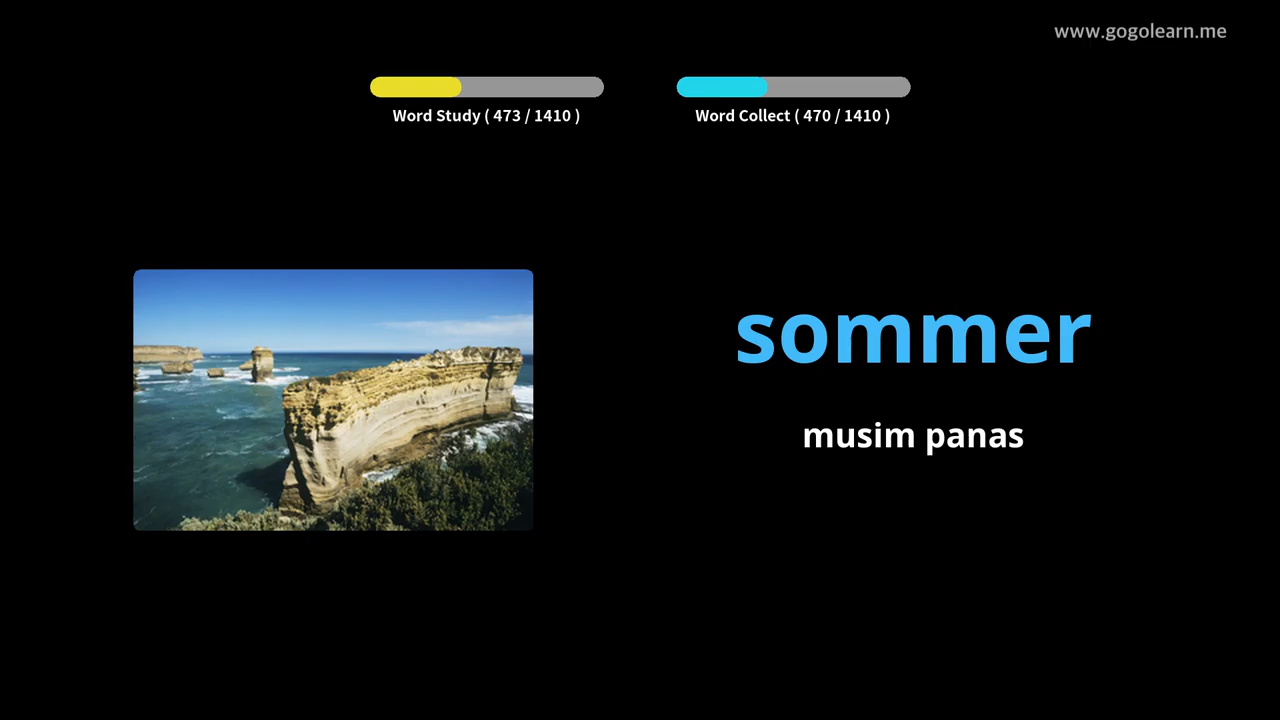 www.gogolearn.me
Word Study ( 473 / 1410 )
Word Collect ( 470 / 1410 )
sommer
musim panas